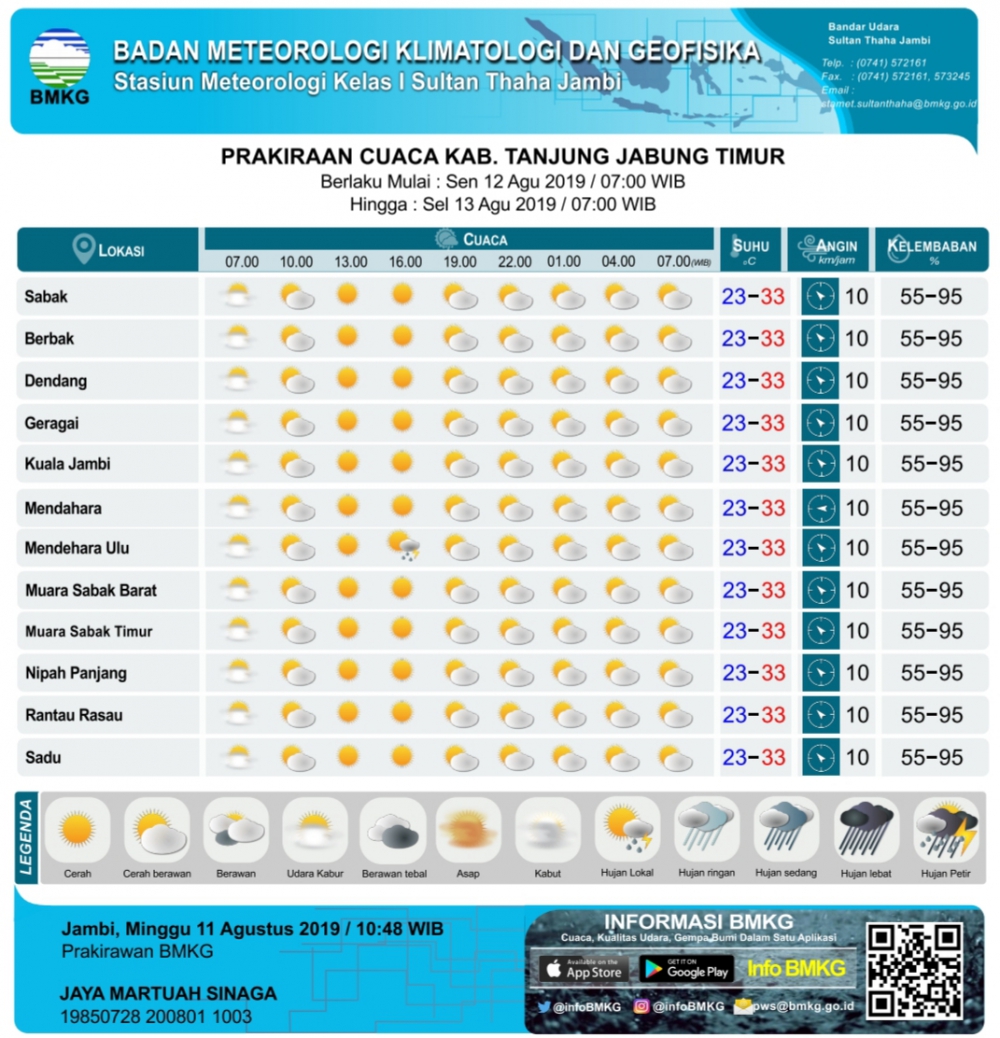 BMKG
BADAN METEOROLOGI KLIMATOLOGI DAN GEOFISIKA
Stasiun Meteorologi Kelas I Sultan Thaha Jambi
Bandar Udara
Sultan Thaha Jambi
Telp. : (0741) 572161
Fax. : (0741) 572161, 573245
Email :
stamet.sultanthaha@bmkg.go.id
PRAKIRAAN CUACA KAB. TANJUNG JABUNG TIMUR
Berlaku Mulai : Sen 12 Agu 2019 / 07:00 WIB
Hingga : Sel 13 Agu 2019 / 07:00 WIB
LOKASI CUACA SUHU ANGIN KELEMBABAN
07.00 10.00 13.00 16.00 19.00 22.00 01.00 04.00 07.00(WIB) °C km/jam %
Sabak 23-33 10 55-95
Berbak 23-33 10 55-95
Dendang 23-33 10 55-95
Geragai 23-33 10 55-95
Kuala Jambi 23-33 10 55-95
Mendahara 23-33 10 55-95
Mendehara Ulu 23-33 10 55-95
Muara Sabak Barat 23-33 10 55-95
Muara Sabak Timur 23-33 10 55-95
Nipah Panjang 23-33 10 55-95
Rantau Rasau 23-33 10 55-95
Sadu 23-33 10 55-95
LEGENDA
Cerah Cerah berawan Berawan Udara Kabur Berawan tebal Asap Kabut Hujan Lokal Hujan ringan Hujan sedang Hujan lebat Hujan Petir
Jambi, Minggu 11 Agustus 2019 / 10:48 WIB
Prakirawan BMKG
JAYA MARTUAH SINAGA
19850728 200801 1003
INFORMASI BMKG
Cuaca, Kualitas Udara, Gempa Bumi Dalam Satu Aplikasi
Available on the App Store GET IT ON Google Play Info BMKG
@infoBMKG @infoBMKG pws@bmkg.go.id